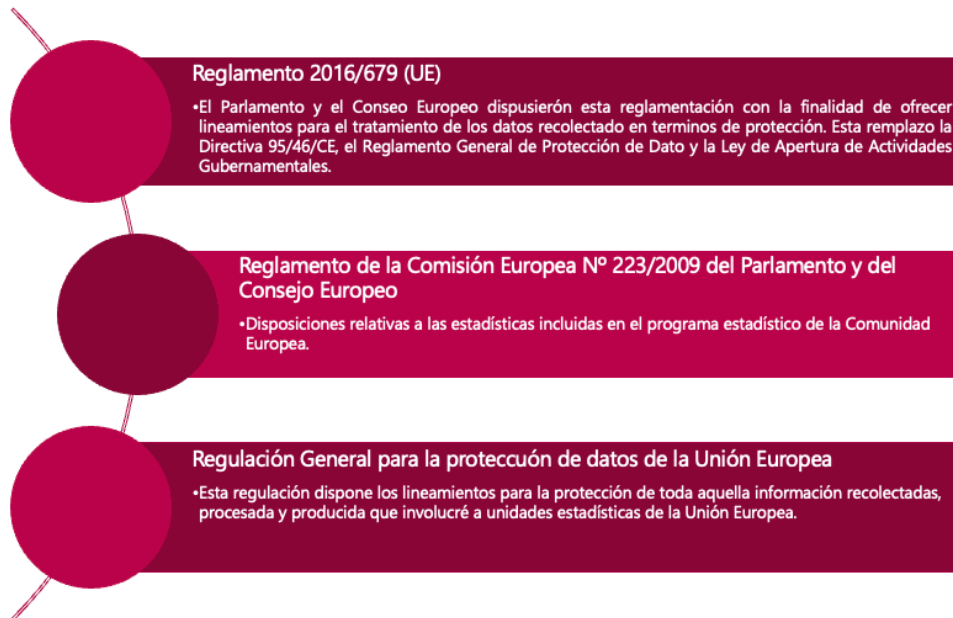 Reglamento 2016/679 (UE)
•El Parlamento y el Conseo Europeo dispusierón esta reglamentación con la finalidad de ofrecer
lineamientos para el tratamiento de los datos recolectado en terminos de protección. Esta remplazo la
Directiva 95/46/CE, el Reglamento General de Protección de Dato y la Ley de Apertura de Actividades
Gubernamentales.
Reglamento de la Comisión Europea Nº 223/2009 del Parlamento y del
Consejo Europeo
•Disposiciones relativas a las estadísticas incluidas en el programa estadístico de la Comunidad
Europea.
Regulación General para la proteccuón de datos de la Unión Europea
•Esta regulación dispone los lineamientos para la protección de toda aquella información recolectadas,
procesada y producida que involucré a unidades estadísticas de la Unión Europea.